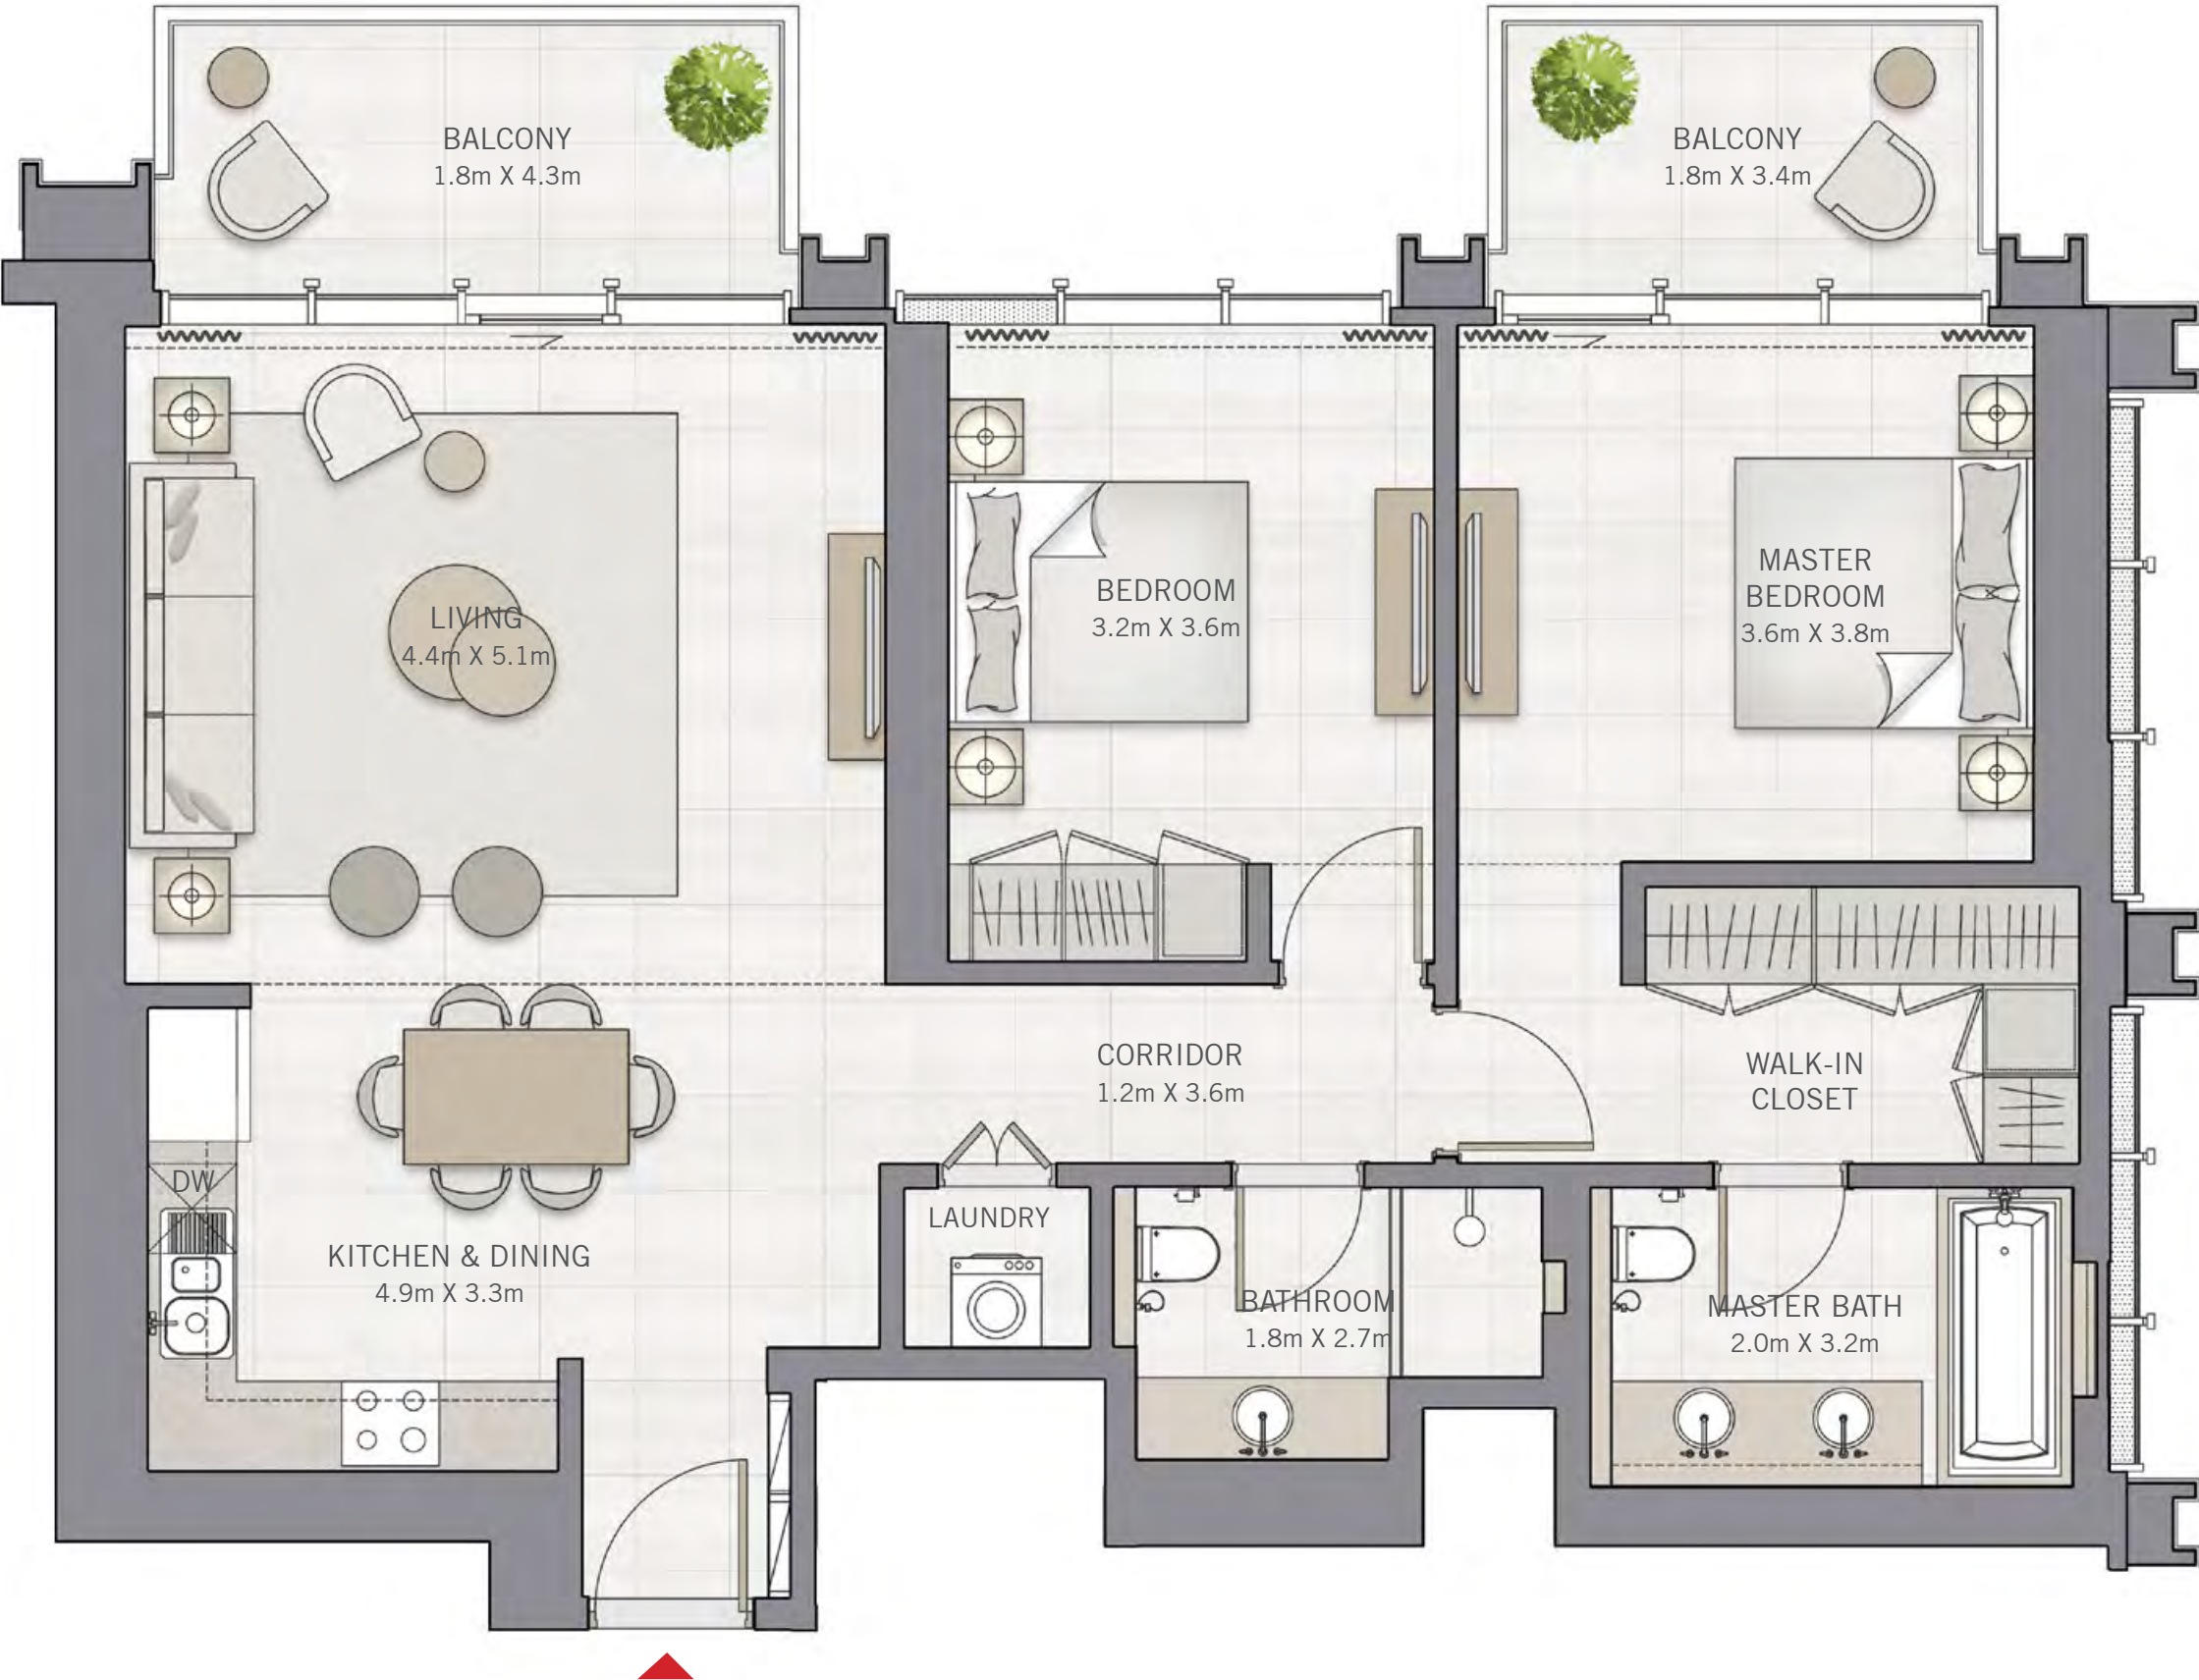 BALCONY
1.8m X 4.3m
BALCONY
1.8m X 3.4m
LIVING
4.4m X 5.1m
BEDROOM
3.2m X 3.6m
MASTER
BEDROOM
3.6m X 3.8m
CORRIDOR
1.2m X 3.6m
WALK-IN
CLOSET
DW
KITCHEN & DINING
4.9m X 3.3m
LAUNDRY
BATHROOM
1.8m X 2.7m
MASTER BATH
2.0m X 3.2m